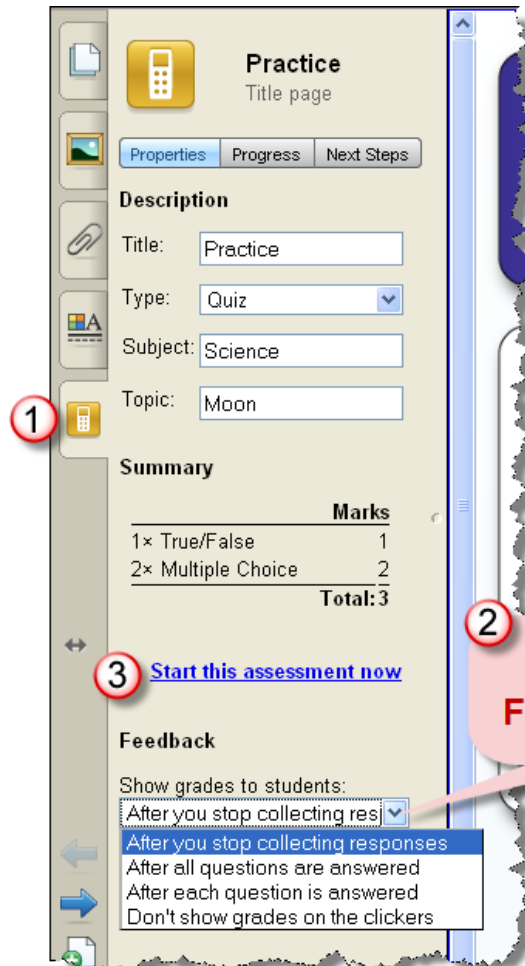 Practice
Title page
Properties Progress Next Steps
Description
Title: Practice
Type: Quiz
Subject: Science
A
1
Topic: Moon
Summary
Marks
1× True/False 1
2× Multiple Choice 2
Total: 3
2
3 Start this assessment now
F
Feedback
Show grades to students:
After you stop collecting res
After you stop collecting responses
After all questions are answered
After each question is answered
Don't show grades on the clickers